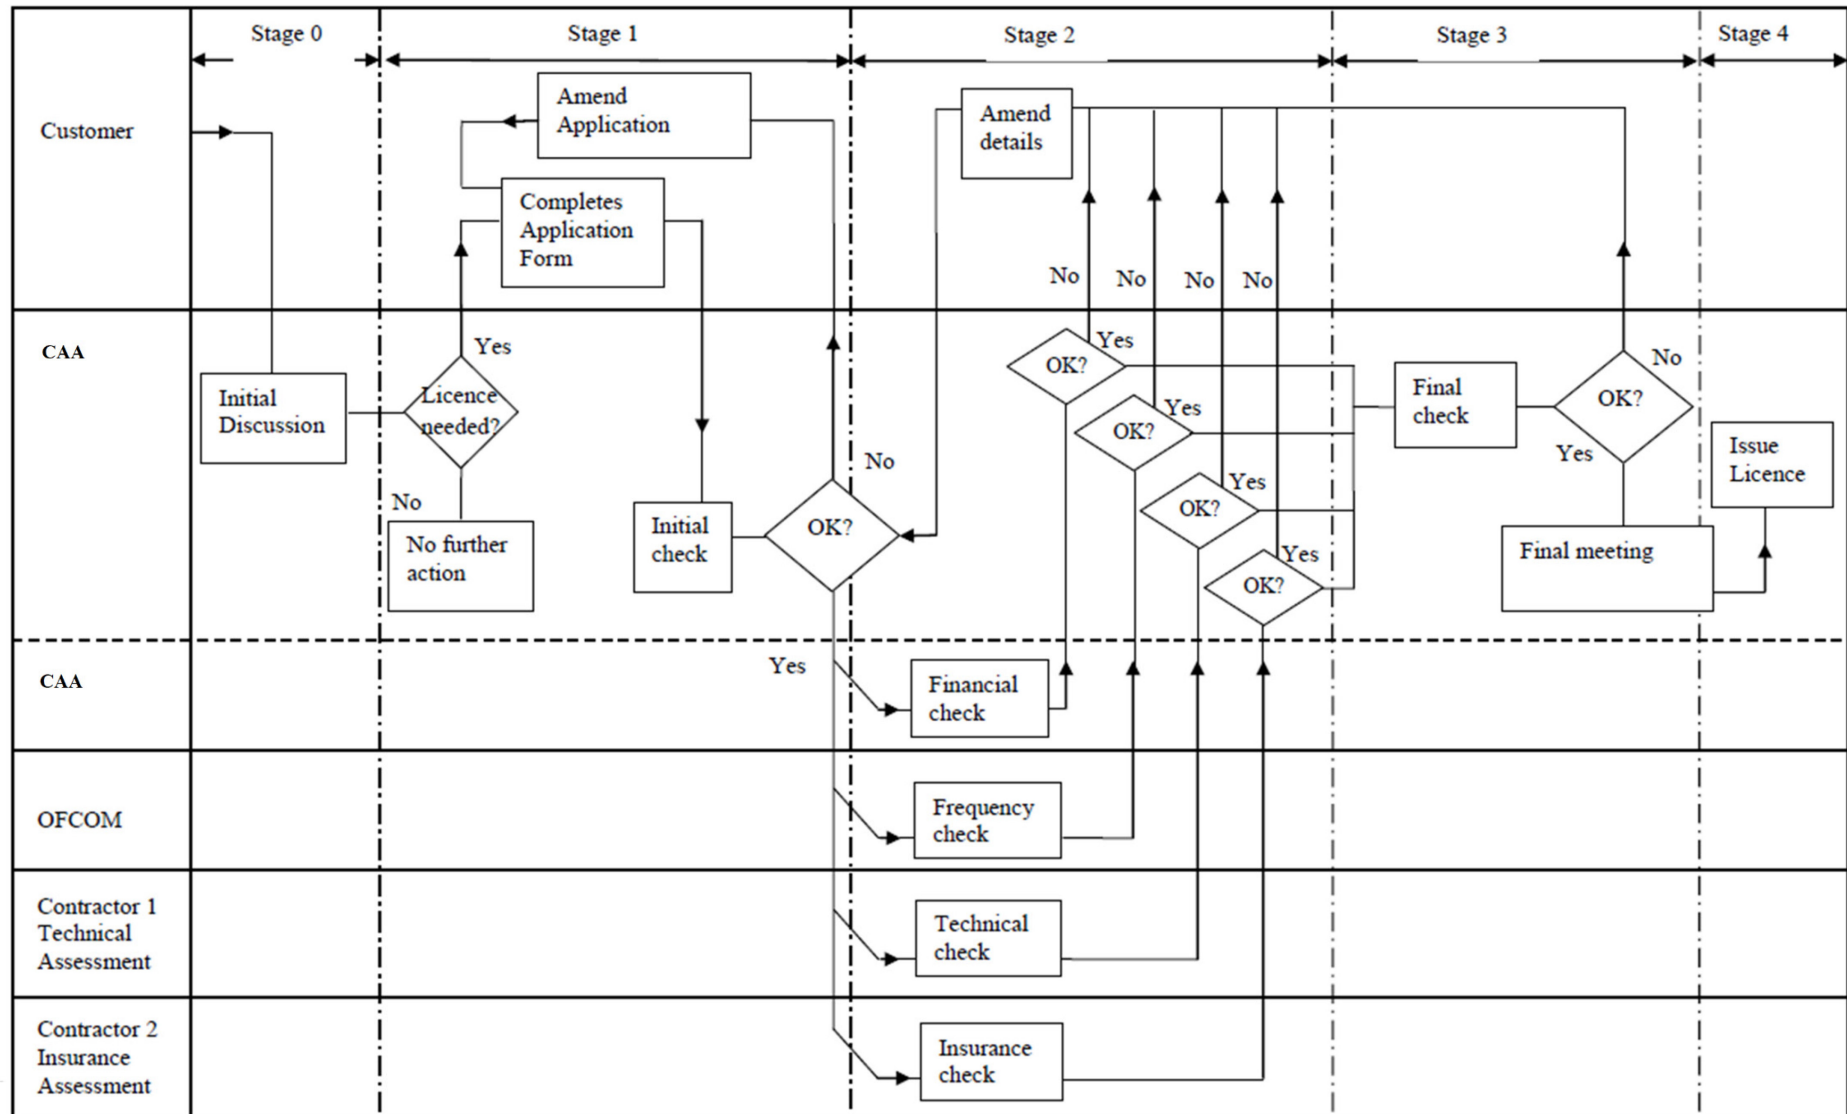 Stage 0
Stage 1
Stage 2
Stage 3
Stage 4
Customer
Amend
Application
Completes
Application
Form
Amend
details
No
No
No
No
CAA
Initial
Discussion
Licence
needed?
Yes
No
No further
action
Initial
check
OK?
No
Yes
OK?
Yes
OK?
Yes
OK?
Yes
OK?
Yes
Final
check
OK?
No
Yes
Final meeting
Issue
Licence
CAA
Financial
check
OFCOM
Frequency
check
Contractor 1
Technical
Assessment
Technical
check
Contractor 2
Insurance
Assessment
Insurance
check